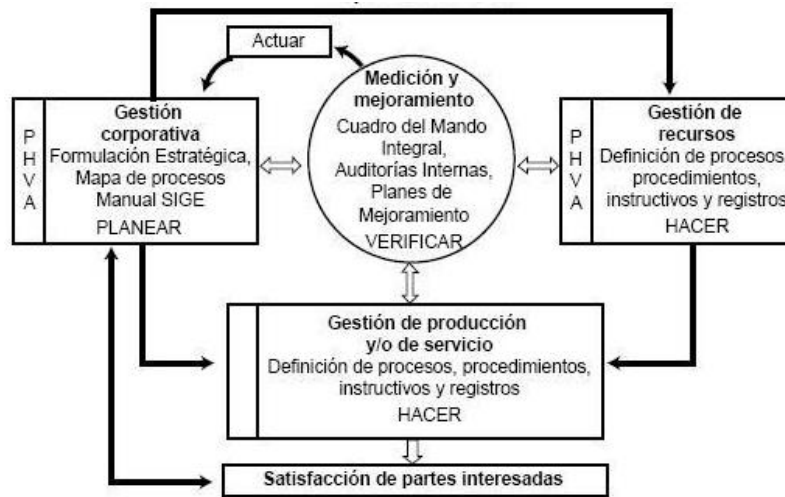 Actuar
P
H
V
A
Gestión
corporativa
Formulación Estratégica,
Mapa de procesos
Manual SIGE
PLANEAR
Medición y
mejoramiento
Cuadro del Mando
Integral,
Auditorías Internas,
Planes de
Mejoramiento
VERIFICAR
P
H
V
A
Gestión de
recursos
Definición de procesos,
procedimientos,
instructivos y registros
HACER
Gestión de producción
y/o de servicio
Definición de procesos, procedimientos,
instructivos y registros
HACER
Satisfacción de partes interesadas